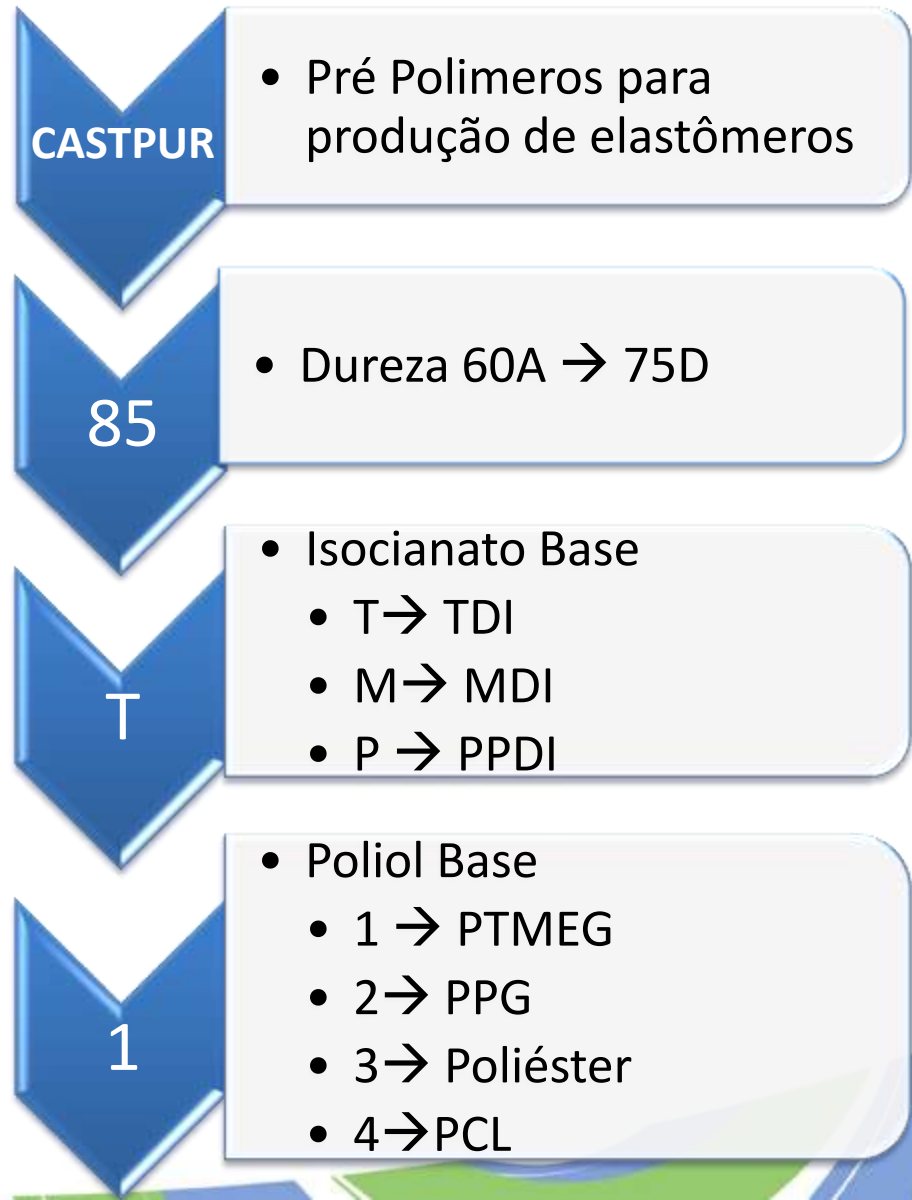 CASTPUR
• Pré Polimeros para
produção de elastômeros
85
• Dureza 60A → 75D
T
• Isocianato Base
• T→ TDI
• M→ MDI
• P → PPDI
1
• Poliol Base
• 1 → PTMEG
• 2→ PPG
• 3→ Poliéster
• 4→PCL